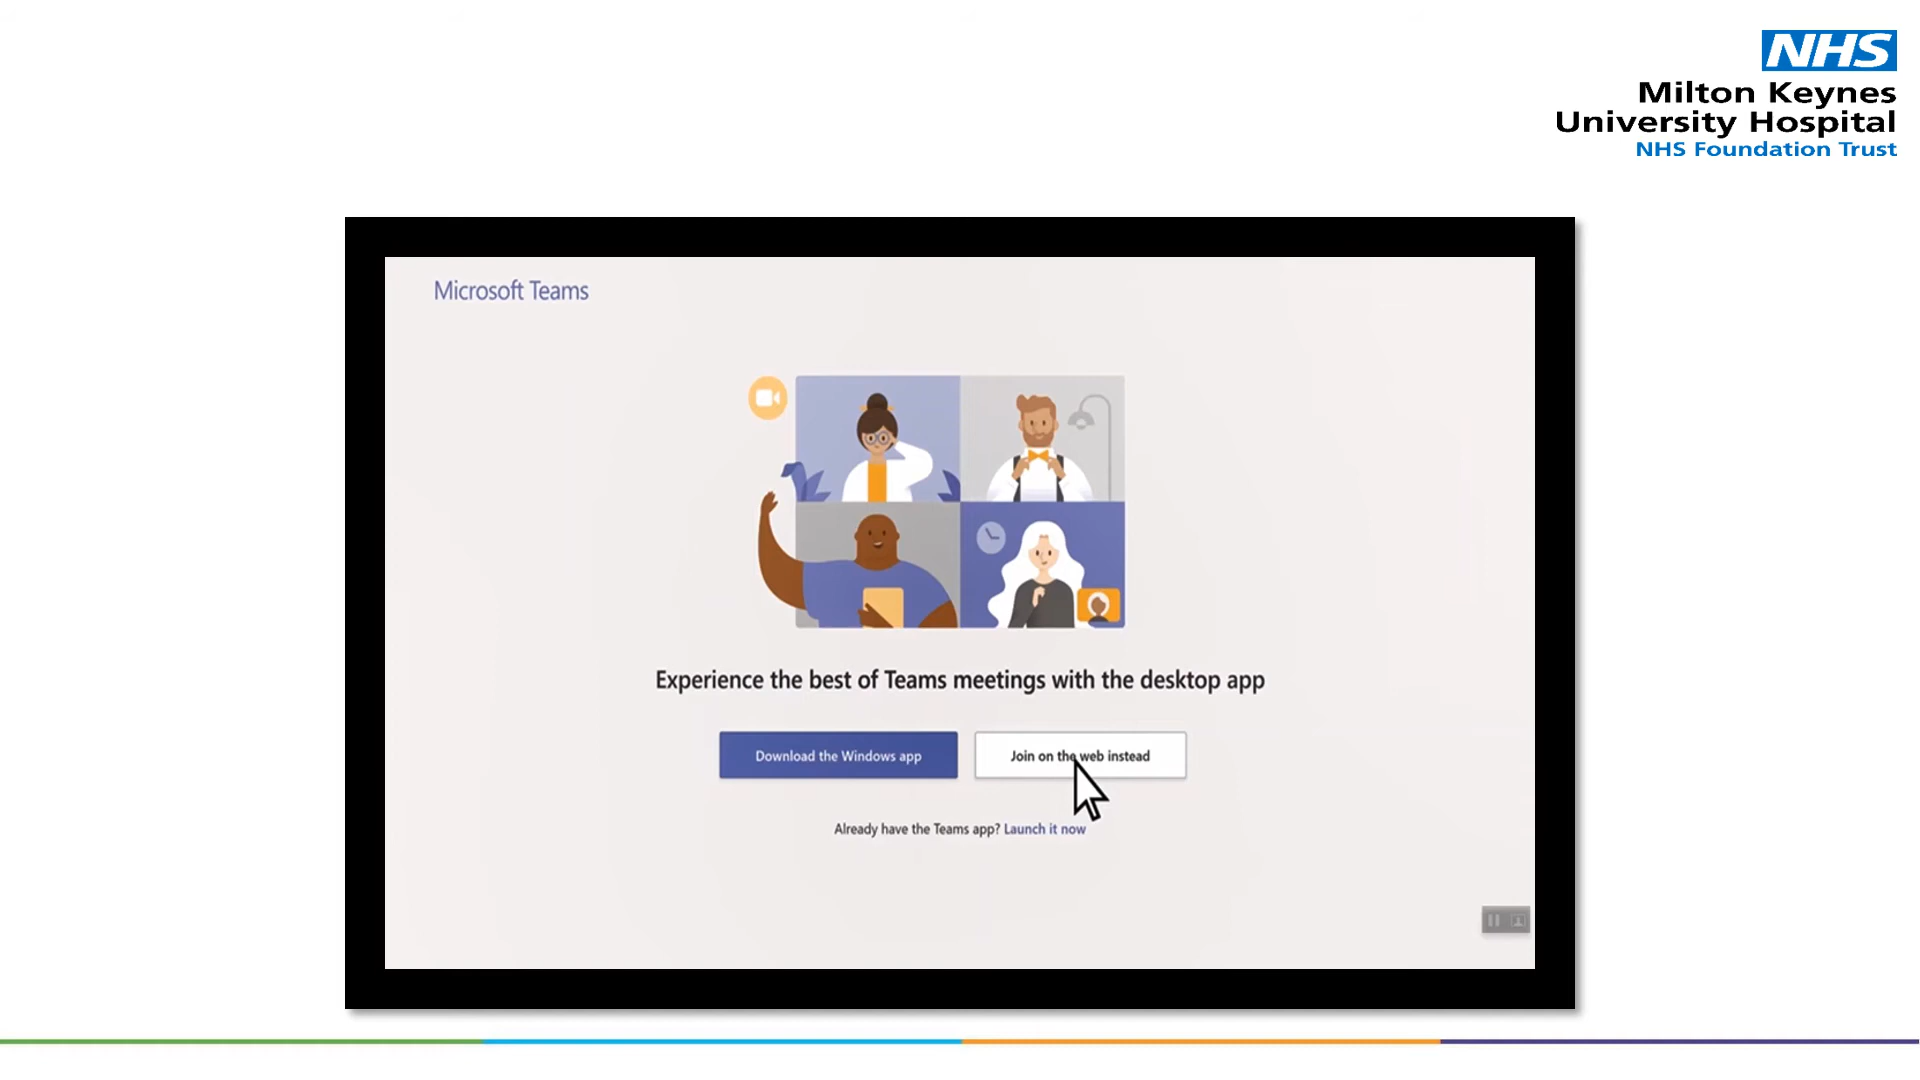 NHS
Milton Keynes
University Hospital
NHS Foundation Trust
Microsoft Teams
Experience the best of Teams meetings with the desktop app
Download the Windows app
Join on the web instead
Already have the Teams app? Launch it now